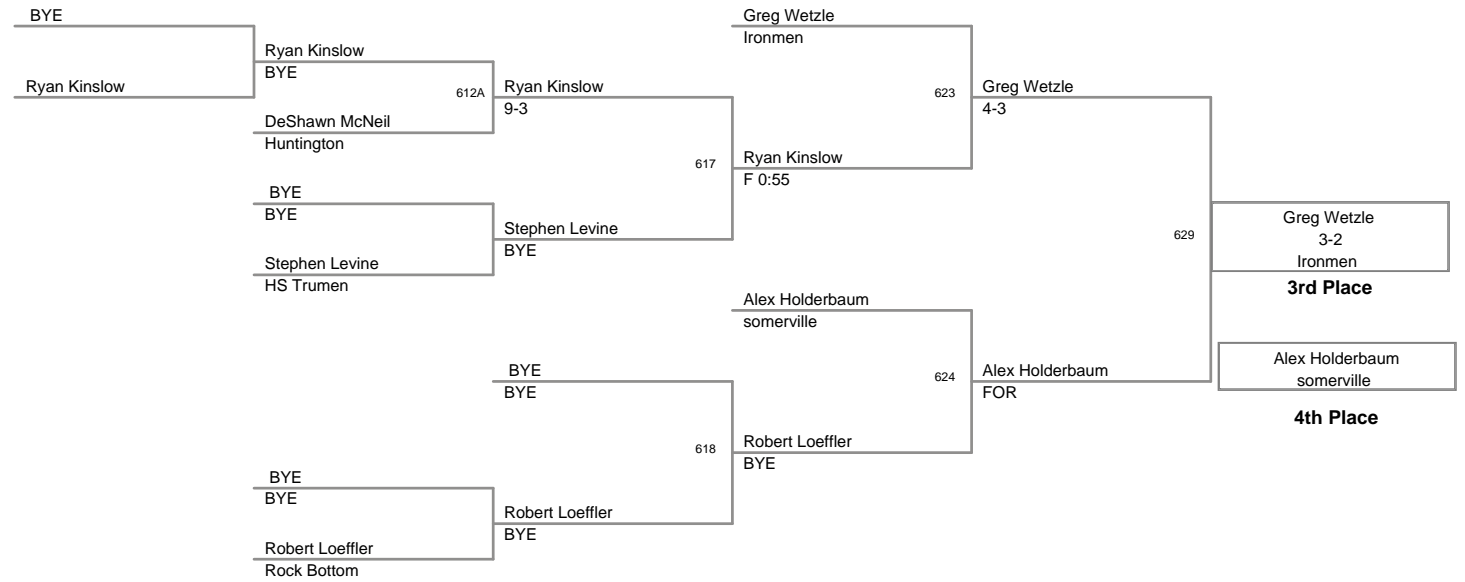 BYE
Ryan Kinslow
Ryan Kinslow
BYE
DeShawn McNeil
Huntington
BYE
BYE
Stephen Levine
HS Trumen
BYE
BYE
Robert Loeffler
Rock Bottom
612A
Ryan Kinslow
9-3
Stephen Levine
BYE
BYE
BYE
Robert Loeffler
BYE
617
618
Greg Wetzle
Ironmen
Ryan Kinslow
F 0:55
Alex Holderbaum
somerville
Robert Loeffler
BYE
623
624
Greg Wetzle
4-3
Alex Holderbaum
FOR
629
Greg Wetzle
3-2
Ironmen
3rd Place
Alex Holderbaum
somerville
4th Place